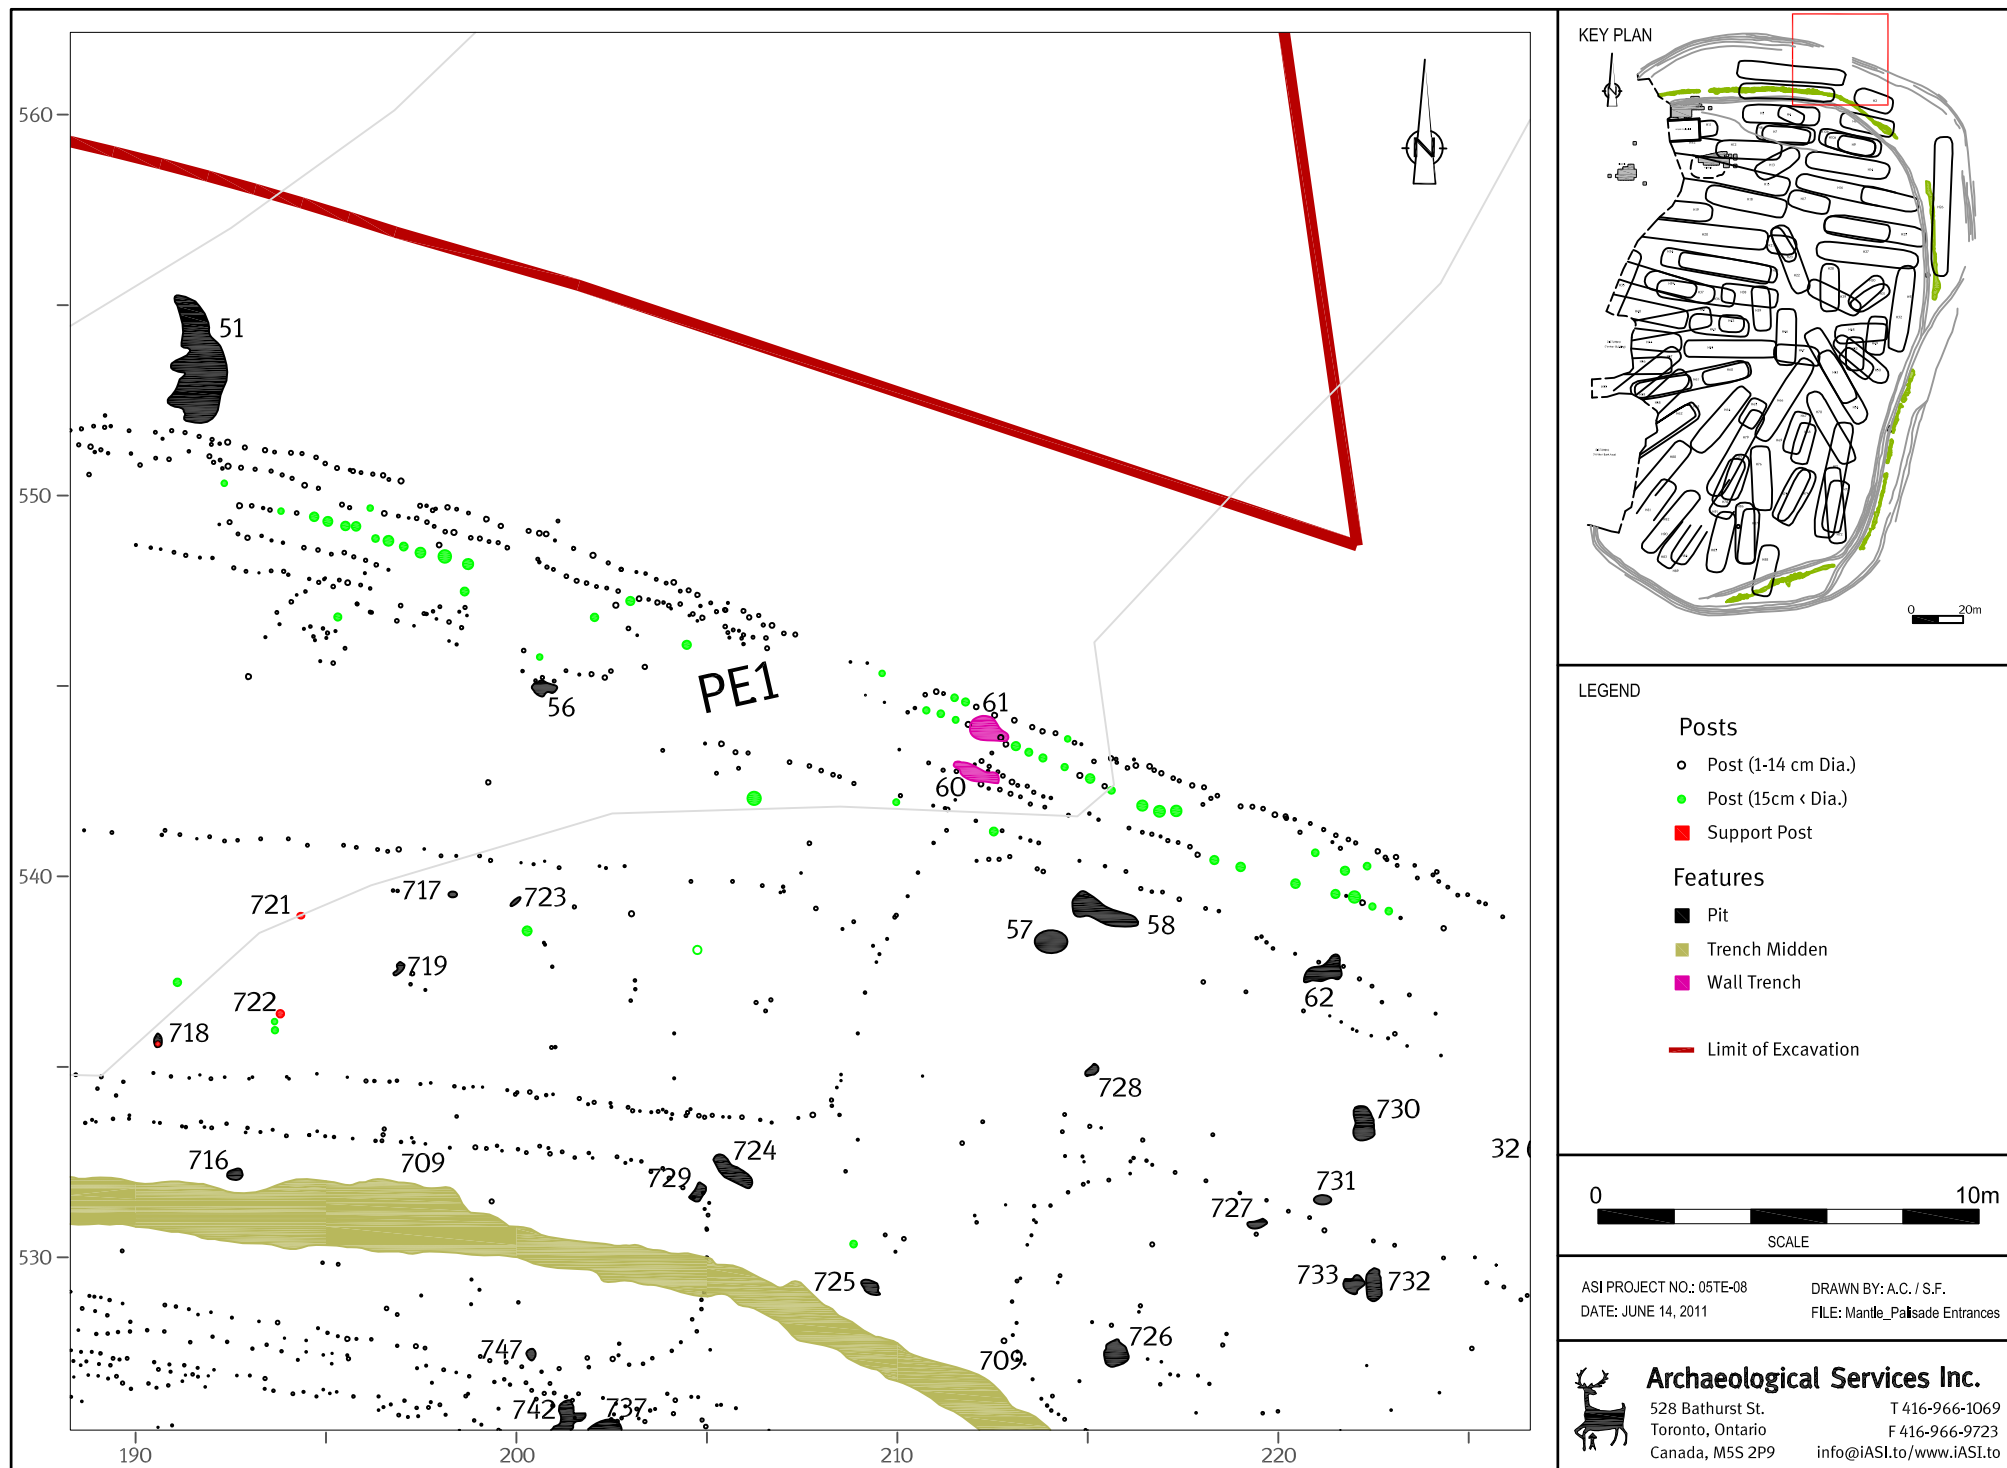 560
550
540
530
190
200
210
220
N
51
56
PE1
61
60
717
723
721
719
722
718
57
58
62
728
730
716
709
724
729
731
727
733
732
725
726
709
747
742
737
32
KEY PLAN
N
0 20m
LEGEND
Posts
Post (1-14 cm Dia.)
Post (15cm < Dia.)
Support Post
Features
Pit
Trench Midden
Wall Trench
Limit of Excavation
0 10m
SCALE
ASI PROJECT NO.: 05TE-08 DRAWN BY: A.C. / S.F.
DATE: JUNE 14, 2011 FILE: Mantle_Palisade Entrances
Archaeological Services Inc.
528 Bathurst St. T 416-966-1069
Toronto, Ontario F 416-966-9723
Canada, M5S 2P9 info@iASI.to/www.iASI.to